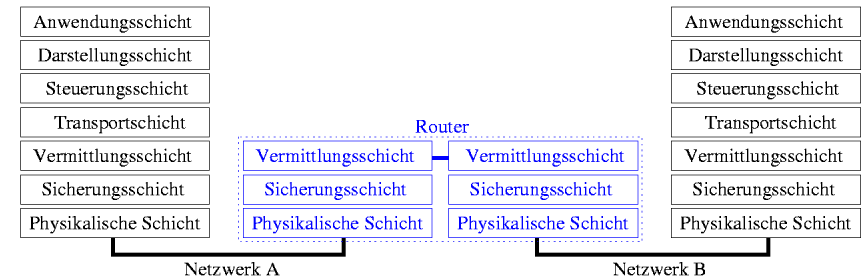 Anwendungsschicht
Darstellungsschicht
Steuerungsschicht
Transportschicht
Vermittlungsschicht
Sicherungsschicht
Physikalische Schicht
Netzwerk A
Router
Vermittlungsschicht
Sicherungsschicht
Physikalische Schicht
Vermittlungsschicht
Sicherungsschicht
Physikalische Schicht
Netzwerk B
Anwendungsschicht
Darstellungsschicht
Steuerungsschicht
Transportschicht
Vermittlungsschicht
Sicherungsschicht
Physikalische Schicht